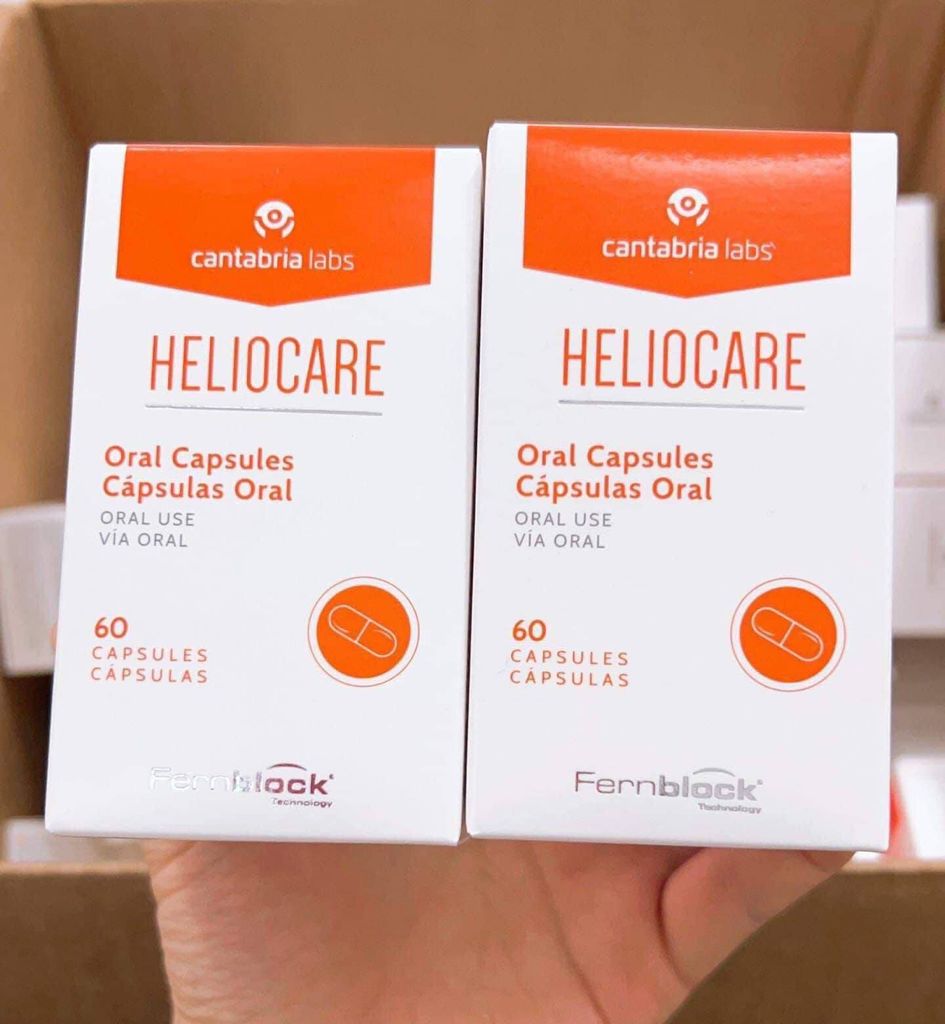 cantabria labs
HELIOCARE
Oral Capsules
Cápsulas Oral
ORAL USE
VÍA ORAL
60
CAPSULES
CÁPSULAS
Fernblock®
Technology
cantabria labs
HELIOCARE
Oral Capsules
Cápsulas Oral
ORAL USE
VÍA ORAL
60
CAPSULES
CÁPSULAS
Fernblock®
Technology